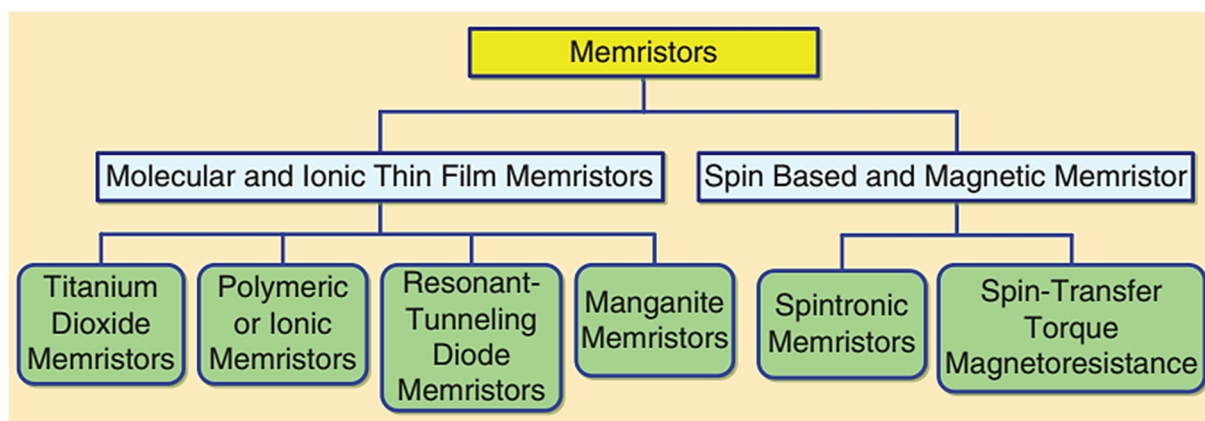 Memristors
Molecular and Ionic Thin Film Memristors
Spin Based and Magnetic Memristor
Titanium
Dioxide
Memristors
Polymeric
or Ionic
Memristors
Resonant-
Tunneling
Diode
Memristors
Manganite
Memristors
Spintronic
Memristors
Spin-Transfer
Torque
Magnetoresistance